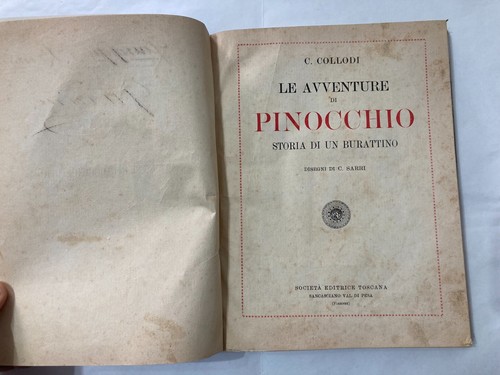 C. COLLODI
LE AVVENTURE
DI
PINOCCHIO
STORIA DI UN BURATTINO
DISEGNI DI C. SARRI
SOCIETÀ EDITRICE TOSCANA
SANCASCIANO VAL DI PESA
(Firenze)